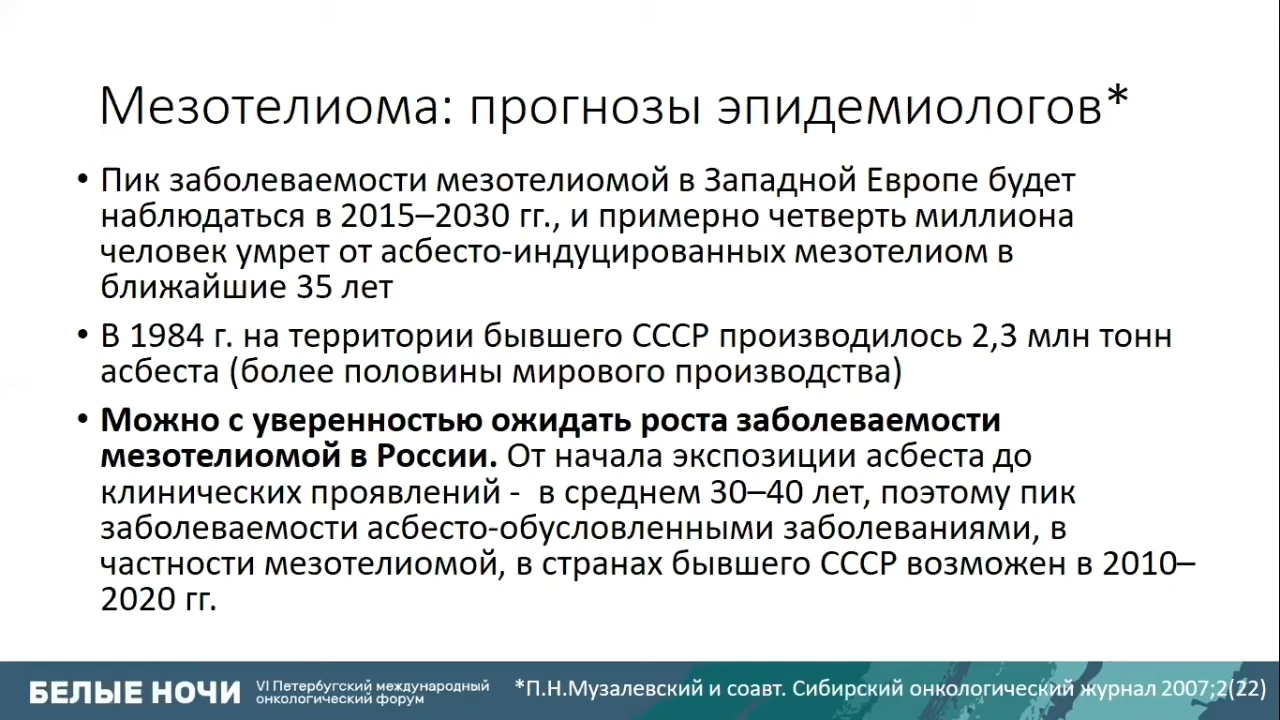 Мезотелиома: прогнозы эпидемиологов*
• Пик заболеваемости мезотелиомой в Западной Европе будет
наблюдаться в 2015–2030 гг., и примерно четверть миллиона
человек умрет от асбесто-индуцированных мезотелиом в
ближайшие 35 лет
• В 1984 г. на территории бывшего СССР производилось 2,3 млн тонн
асбеста (более половины мирового производства)
• Можно с уверенностью ожидать роста заболеваемости
мезотелиомой в России. От начала экспозиции асбеста до
клинических проявлений - в среднем 30–40 лет, поэтому пик
заболеваемости асбесто-обусловленными заболеваниями, в
частности мезотелиомой, в странах бывшего СССР возможен в 2010–
2020 гг.
БЕЛЫЕ НОЧИ
VI Петербургский международный
онкологический форум
*П.Н.Музалевский и соавт. Сибирский онкологический журнал 2007;2(22)